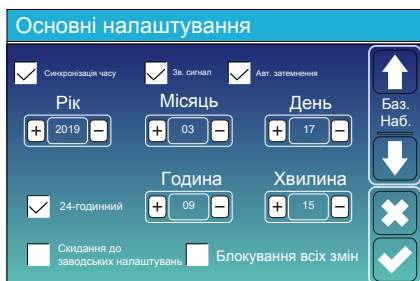 Основні налаштування
Синхронізація часу Зв. сигнал Авт. затемнення
Рік Місяць День
+ 2019 − + 03 − + 17 −
Баз.
Наб.
Година Хвилина
24-годинний + 09 − + 15 −
Скидання до
заводських налаштувань
Блокування всіх змін